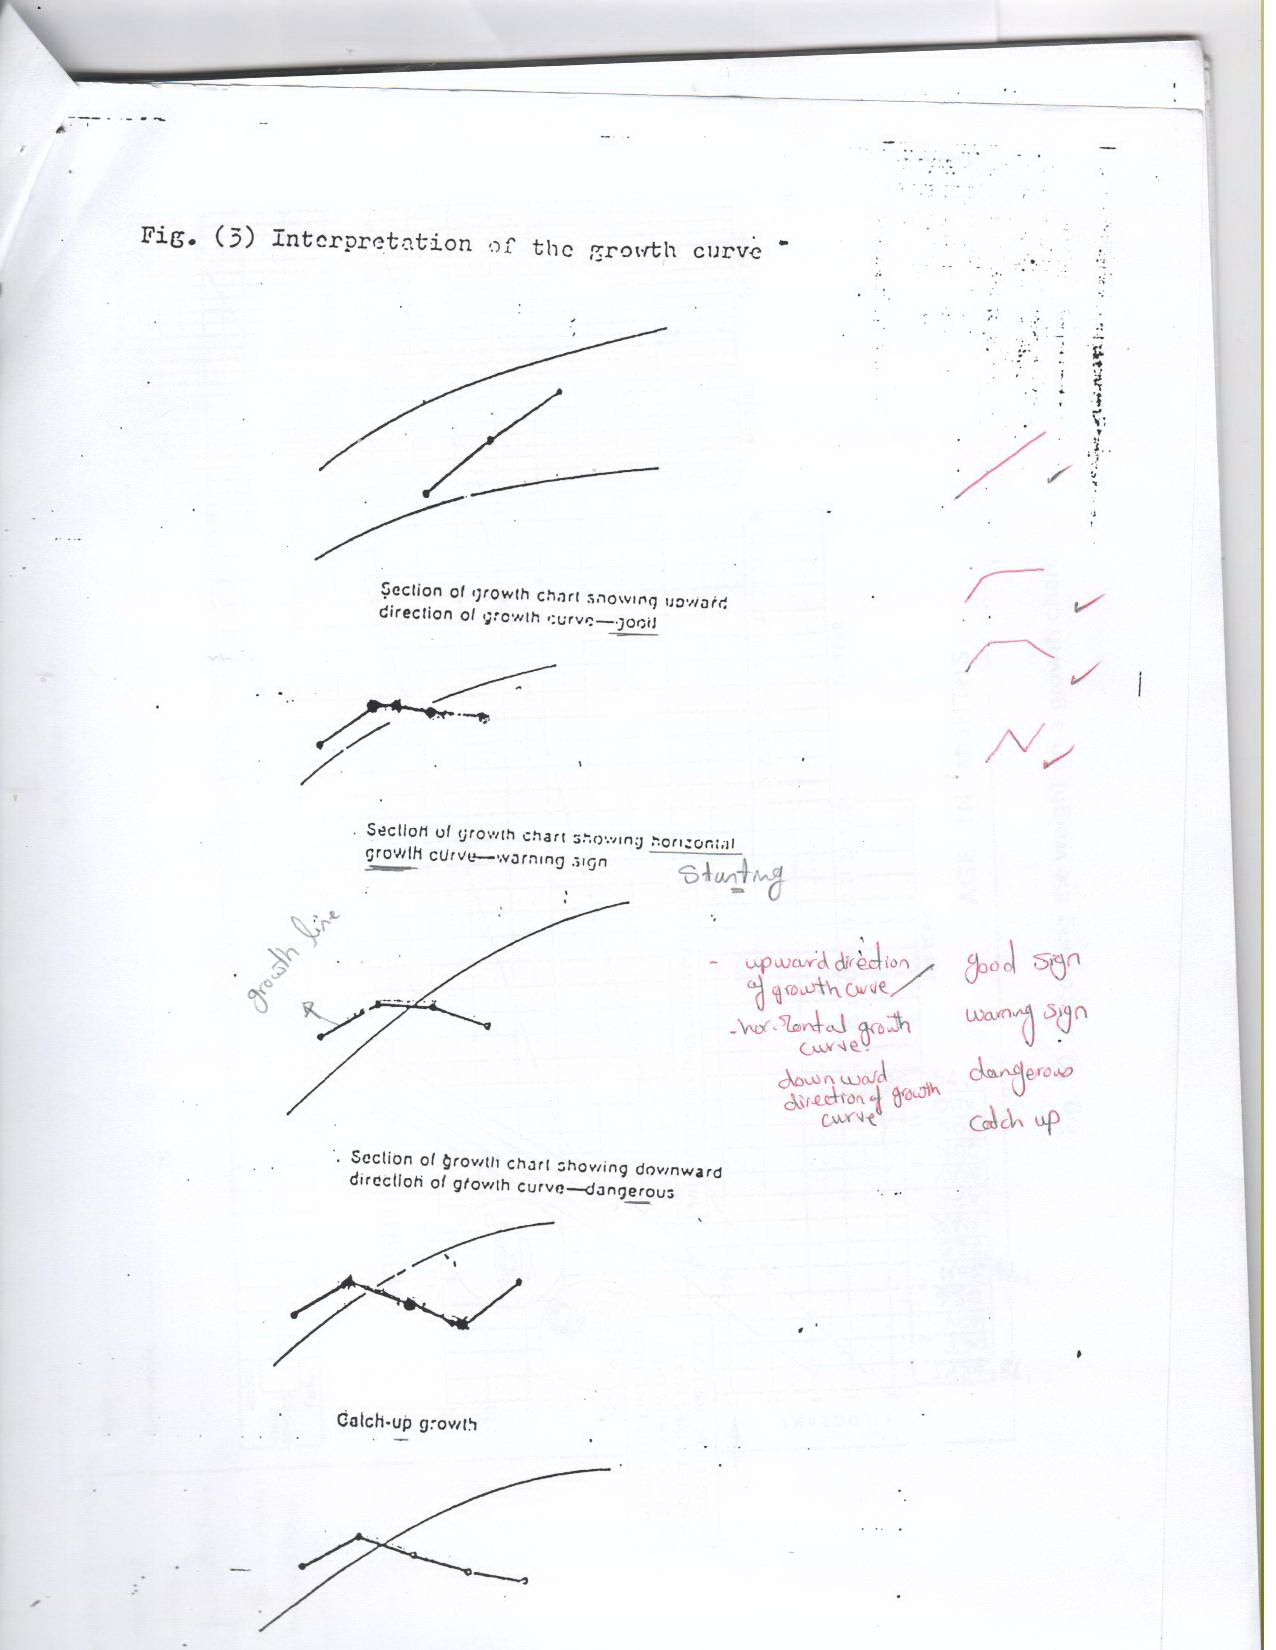 Fig. (3) Interpretation of the growth curve
Section of growth chart showing upward
direction of growth curve—good
Section of growth chart showing horizontal
growth curve—warning sign
Stunting
growth line
- upward direction
of growth curve
good sign
- horizontal growth
curve
warning sign
down ward
direction of growth
curve
dangerous
catch up
Section of growth chart showing downward
direction of growth curve—dangerous
Catch-up growth